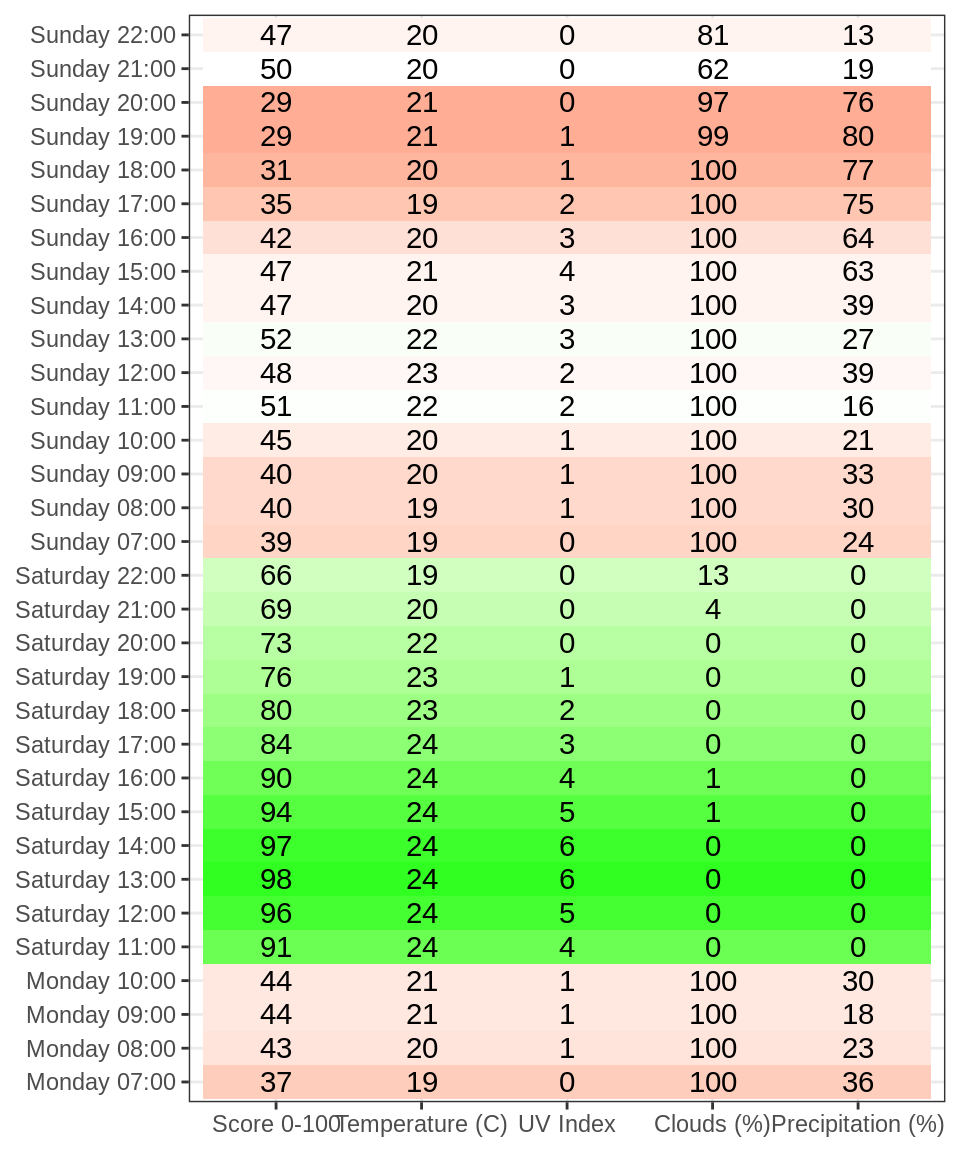 Sunday 22:00 47 20 0 81 13
Sunday 21:00 50 20 0 62 19
Sunday 20:00 29 21 0 97 76
Sunday 19:00 29 21 1 99 80
Sunday 18:00 31 20 1 100 77
Sunday 17:00 35 19 2 100 75
Sunday 16:00 42 20 3 100 64
Sunday 15:00 47 21 4 100 63
Sunday 14:00 47 20 3 100 39
Sunday 13:00 52 22 3 100 27
Sunday 12:00 48 23 2 100 39
Sunday 11:00 51 22 2 100 16
Sunday 10:00 45 20 1 100 21
Sunday 09:00 40 20 1 100 33
Sunday 08:00 40 19 1 100 30
Sunday 07:00 39 19 0 100 24
Saturday 22:00 66 19 0 13 0
Saturday 21:00 69 20 0 4 0
Saturday 20:00 73 22 0 0 0
Saturday 19:00 76 23 1 0 0
Saturday 18:00 80 23 2 0 0
Saturday 17:00 84 24 3 0 0
Saturday 16:00 90 24 4 1 0
Saturday 15:00 94 24 5 1 0
Saturday 14:00 97 24 6 0 0
Saturday 13:00 98 24 6 0 0
Saturday 12:00 96 24 5 0 0
Saturday 11:00 91 24 4 0 0
Monday 10:00 44 21 1 100 30
Monday 09:00 44 21 1 100 18
Monday 08:00 43 20 1 100 23
Monday 07:00 37 19 0 100 36
Score 0-100 Temperature (C) UV Index Clouds (%) Precipitation (%)